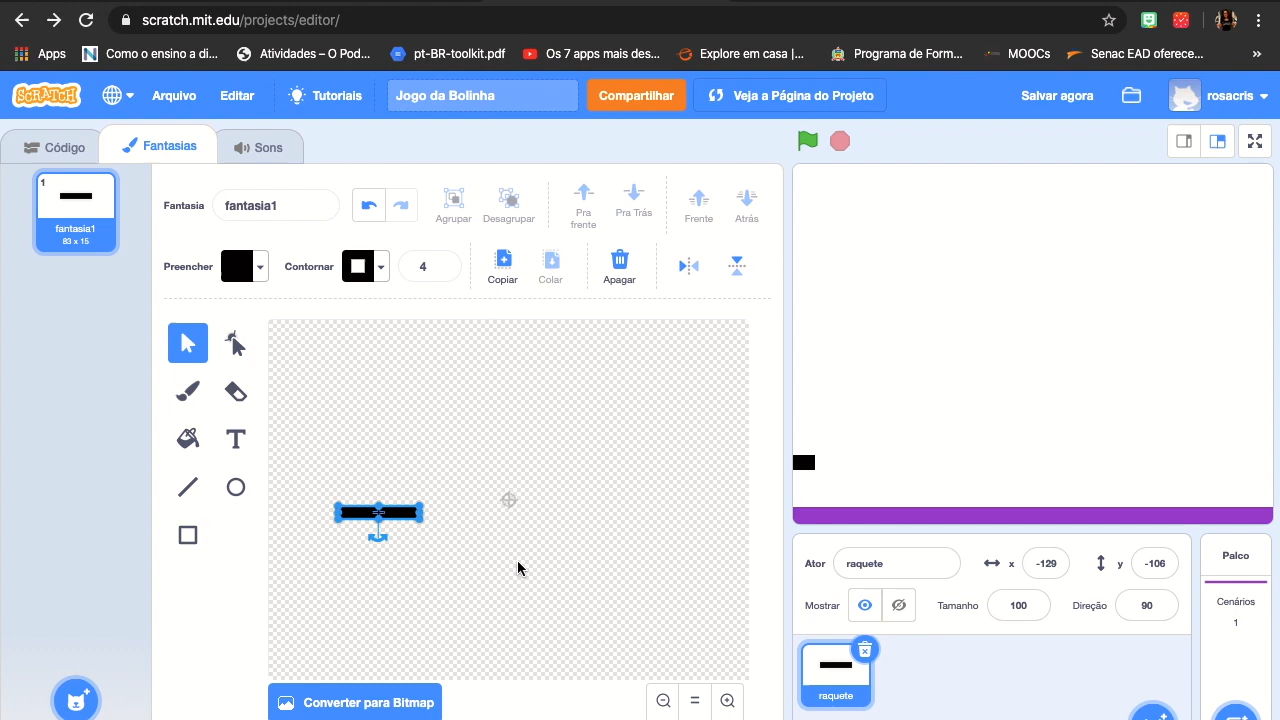 scratch.mit.edu/projects/editor/
Apps Como o ensino a di... Atividades – O Pod... pt-BR-toolkit.pdf Os 7 apps mais des... Explore em casa |... Programa de Form... MOOCs Senac EAD oferece... »
SCRATCH Arquivo Editar Tutoriais Jogo da Bolinha Compartilhar Veja a Página do Projeto Salvar agora rosacris
Código Fantasias Sons
1
fantasia1
83 x 15
Fantasia fantasia1 Agrupar Desagrupar Pra frente Pra Trás Frente Atrás
Preencher Contornar 4 Copiar Colar Apagar
T
Converter para Bitmap
Ator raquete x -129 y -106
Mostrar Tamanho 100 Direção 90
raquete
Palco
Cenários
1